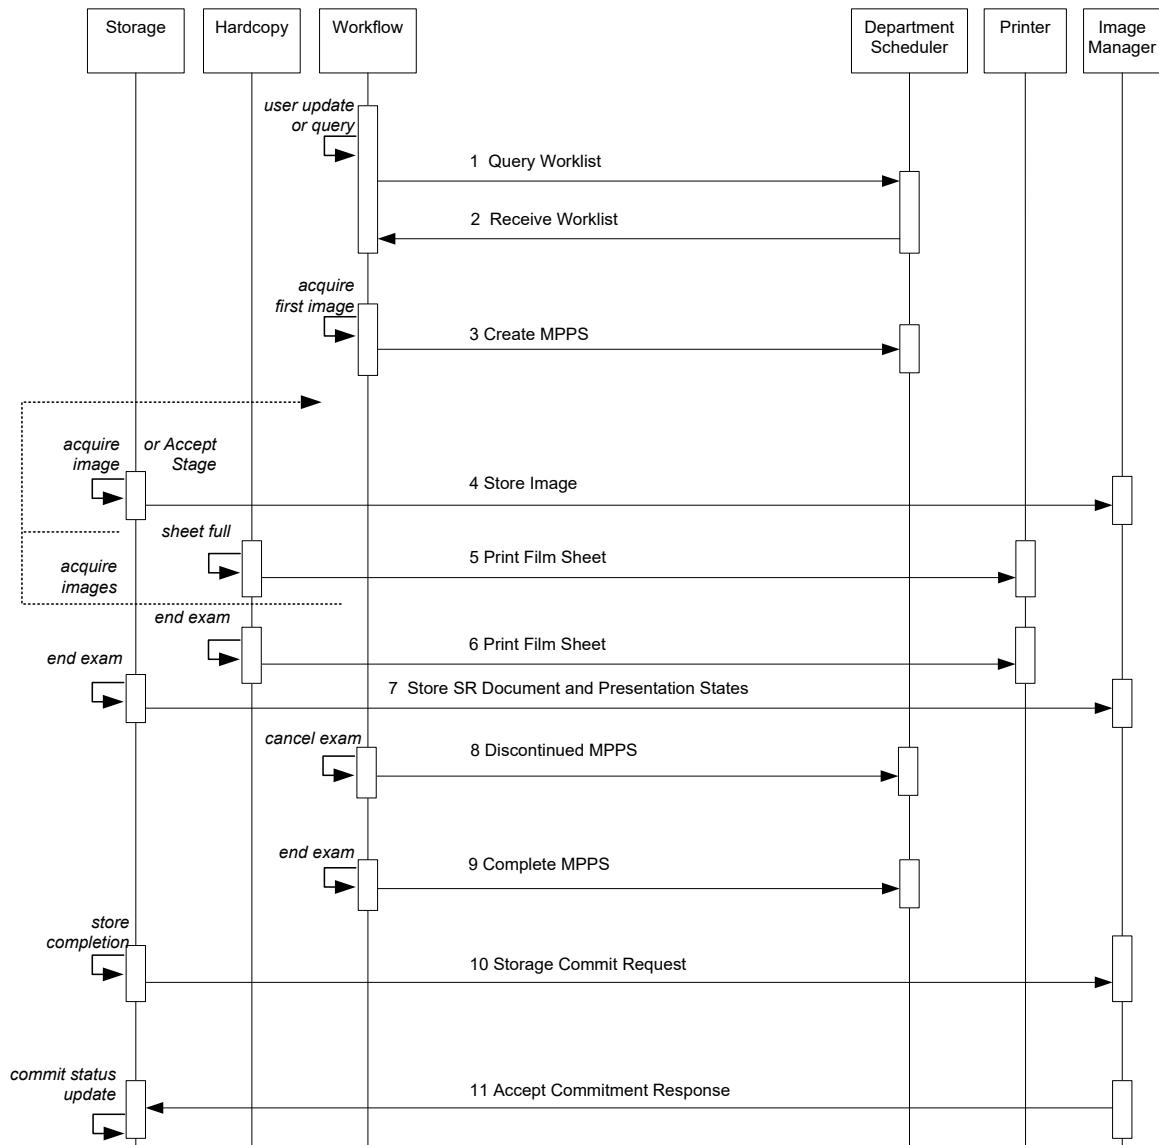 Storage
Hardcopy
Workflow
Department
Scheduler
Printer
Image
Manager
user update
or query
1 Query Worklist
2 Receive Worklist
acquire
first image
3 Create MPPS
acquire
image
or Accept
Stage
4 Store Image
sheet full
5 Print Film Sheet
acquire
images
end exam
6 Print Film Sheet
end exam
7 Store SR Document and Presentation States
cancel exam
8 Discontinued MPPS
end exam
9 Complete MPPS
store
completion
10 Storage Commit Request
commit status
update
11 Accept Commitment Response